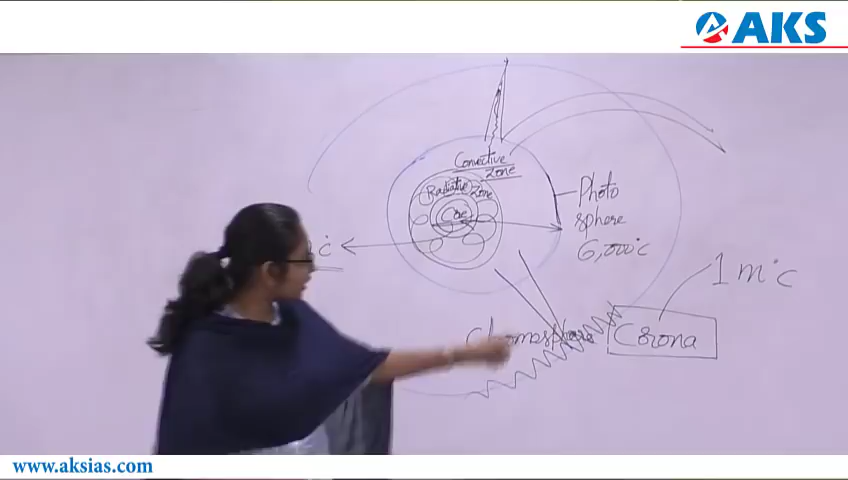 AKS
Convective
Zone
Radiative Zone
Core
Photo
sphere
6,000°C
1 m°C
Chromosphere
Corona
www.aksias.com